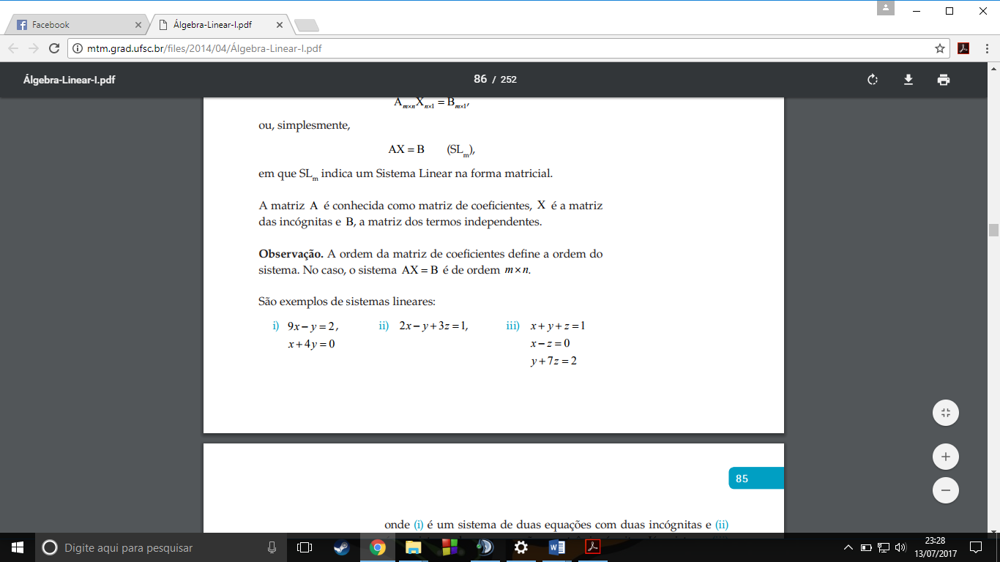 Facebook
Álgebra-Linear-I.pdf
mtm.grad.ufsc.br/files/2014/04/Álgebra-Linear-I.pdf
Álgebra-Linear-I.pdf
86 / 252
A_{m×n}X_{n×1} = B_{m×1},
ou, simplesmente,
AX = B (SL_m),
em que SL_m indica um Sistema Linear na forma matricial.
A matriz A é conhecida como matriz de coeficientes, X é a matriz
das incógnitas e B, a matriz dos termos independentes.
Observação. A ordem da matriz de coeficientes define a ordem do
sistema. No caso, o sistema AX = B é de ordem m×n.
São exemplos de sistemas lineares:
i) 9x − y = 2,
x + 4y = 0
ii) 2x − y + 3z = 1,
iii) x + y + z = 1
x − z = 0
y + 7z = 2
85
onde (i) é um sistema de duas equações com duas incógnitas e (ii)
Digite aqui para pesquisar
23:28
13/07/2017